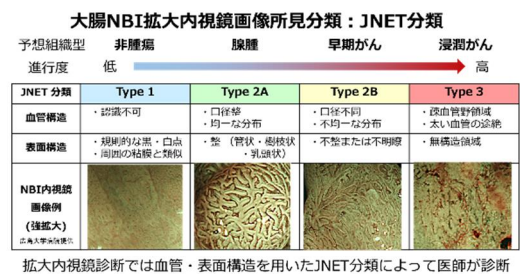 大腸NBI拡大内視鏡画像所見分類：JNET分類
予想組織型 非腫瘍 腺腫 早期がん 浸潤がん
進行度 低 高
JNET 分類 Type 1 Type 2A Type 2B Type 3
血管構造
・認識不可
・口径整
・均一な分布
・口径不同
・不均一な分布
・疎血管野領域
・太い血管の途絶
表面構造
・規則的な黒・白点
・周囲の粘膜と類似
・整 （管状・樹枝状
・乳頭状）
・不整または不明瞭
・無構造領域
NBI内視鏡
画像例
(強拡大)
広島大学病院提供
拡大内視鏡診断では血管・表面構造を用いたJNET分類によって医師が診断